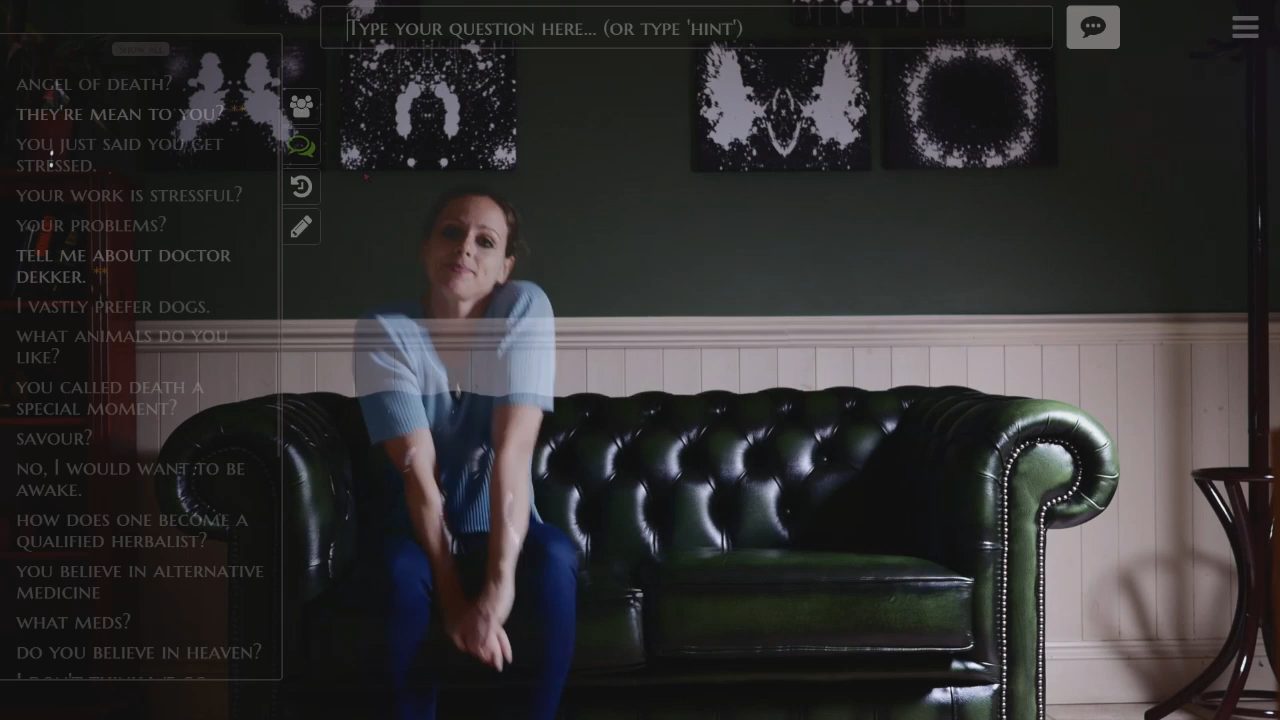 Type your question here... (or type 'hint')
SHOW ALL
ANGEL OF DEATH?
THEY'RE MEAN TO YOU? **
YOU JUST SAID YOU GET
STRESSED.
YOUR WORK IS STRESSFUL?
YOUR PROBLEMS?
TELL ME ABOUT DOCTOR
DEKKER. **
I VASTLY PREFER DOGS.
WHAT ANIMALS DO YOU
LIKE?
YOU CALLED DEATH A
SPECIAL MOMENT?
SAVOUR?
NO, I WOULD WANT TO BE
AWAKE.
HOW DOES ONE BECOME A
QUALIFIED HERBALIST?
YOU BELIEVE IN ALTERNATIVE
MEDICINE
WHAT MEDS?
DO YOU BELIEVE IN HEAVEN?